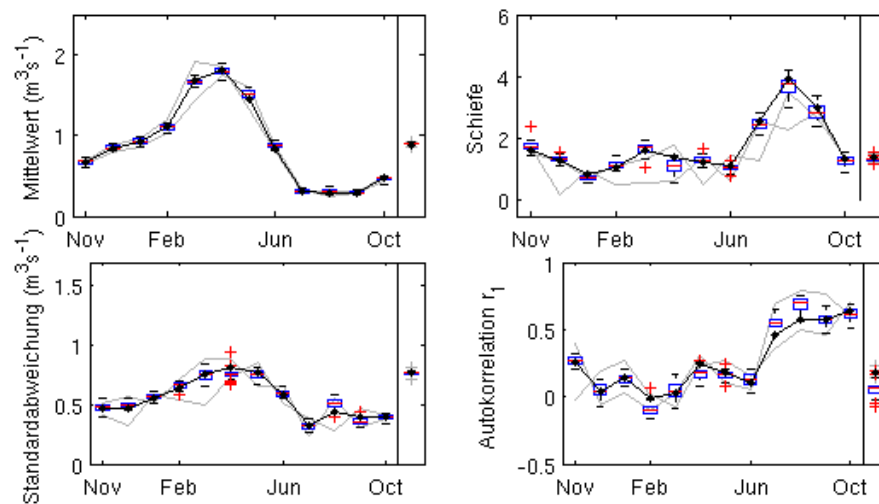 Mittelwert (m³s⁻¹)
2
1
0
Nov
Feb
Jun
Oct
Schiefe
6
4
2
0
Nov
Feb
Jun
Oct
Standardabweichung (m³s⁻¹)
1.5
1
0.5
0
Nov
Feb
Jun
Oct
Autokorrelation r₁
1
0.5
0
−0.5
Nov
Feb
Jun
Oct